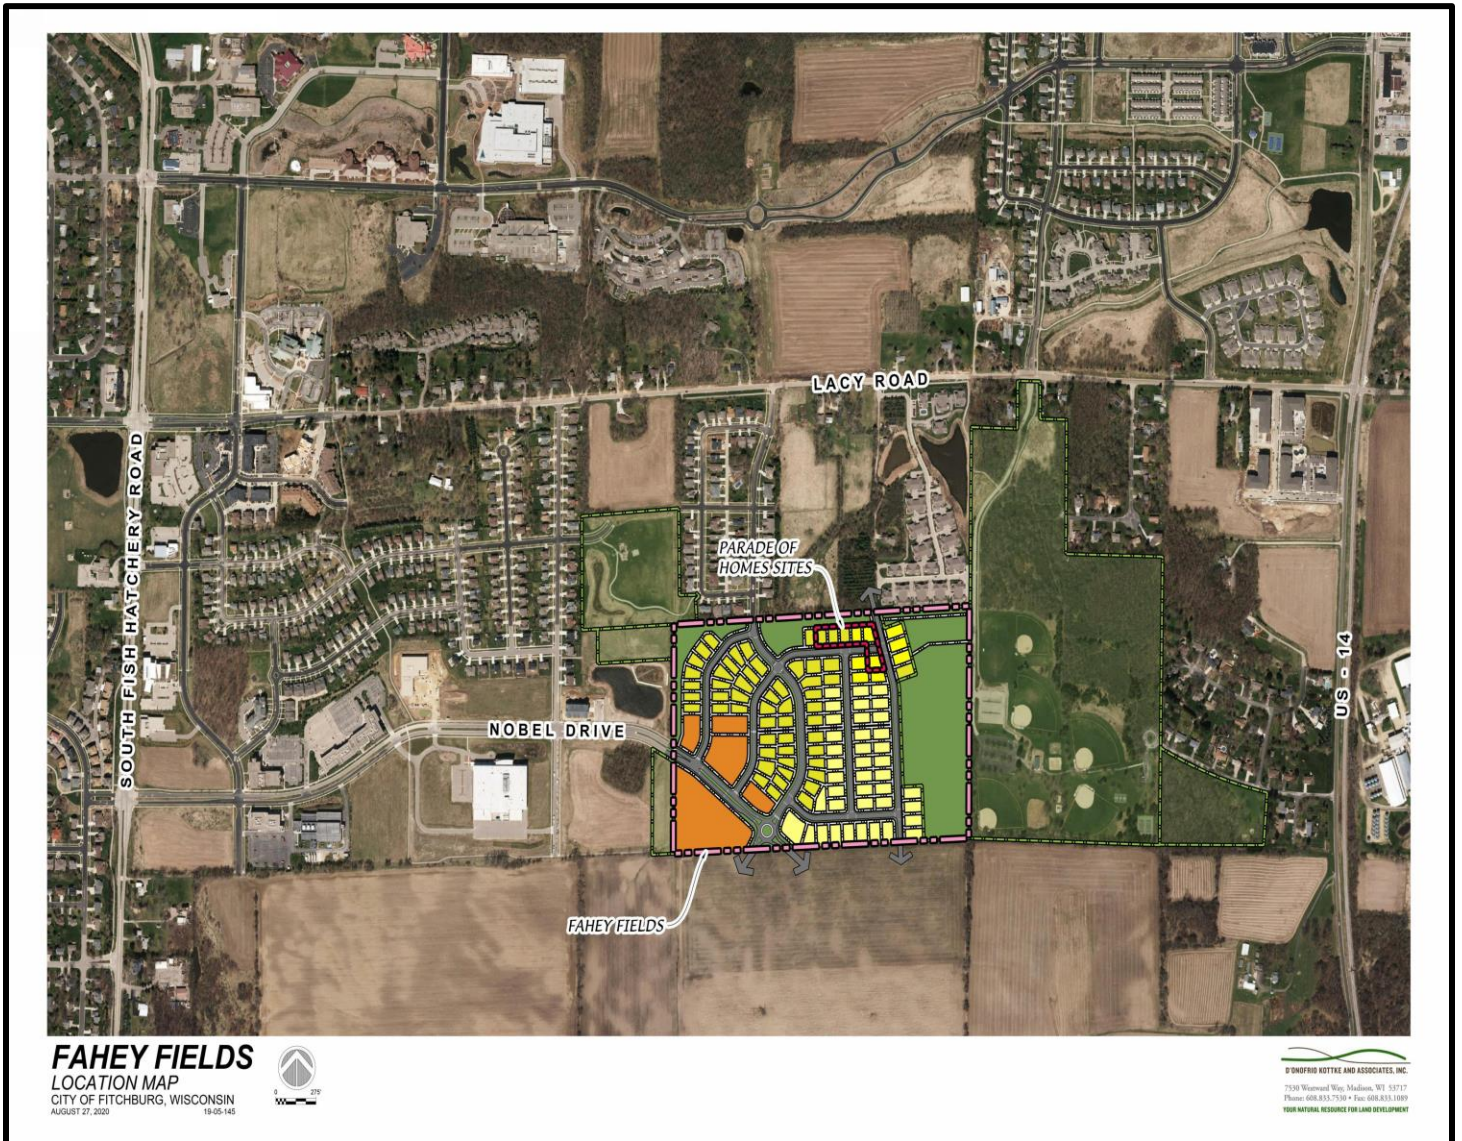 LACY ROAD
SOUTH FISH HATCHERY ROAD
PARADE OF
HOMES SITES
US - 14
NOBEL DRIVE
FAHEY FIELDS
FAHEY FIELDS
LOCATION MAP
CITY OF FITCHBURG, WISCONSIN
AUGUST 27, 2020 19-05-145
0 275'
D'ONOFRIO KOTTKE AND ASSOCIATES, INC.
7530 Westward Way, Madison, WI 53717
Phone: 608.833.7530 • Fax: 608.833.1089
YOUR NATURAL RESOURCE FOR LAND DEVELOPMENT